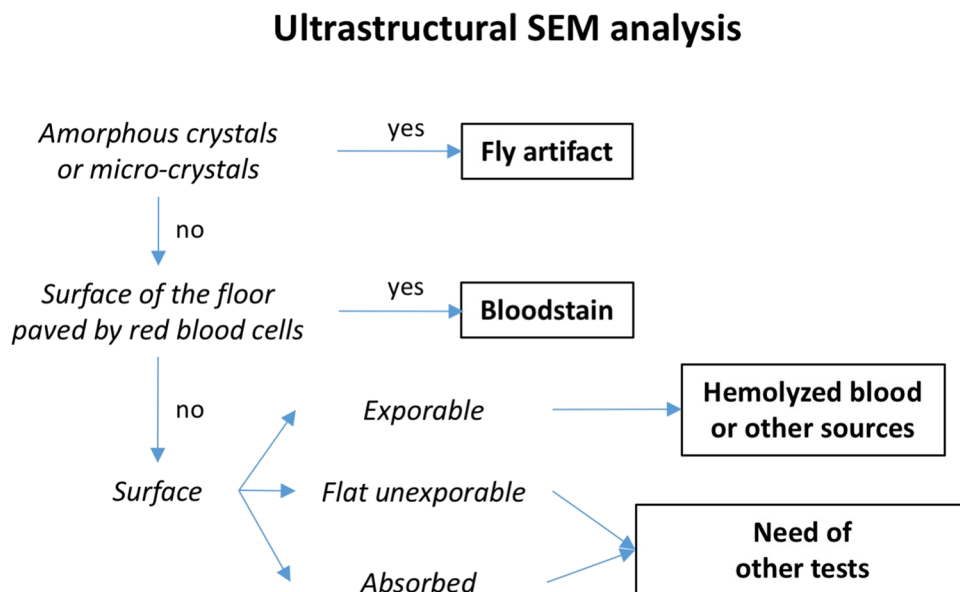 Ultrastructural SEM analysis
Amorphous crystals
or micro-crystals
yes
Fly artifact
no
Surface of the floor
paved by red blood cells
yes
Bloodstain
no
Surface
Exporable
Hemolyzed blood
or other sources
Flat unexporable
Absorbed
Need of
other tests